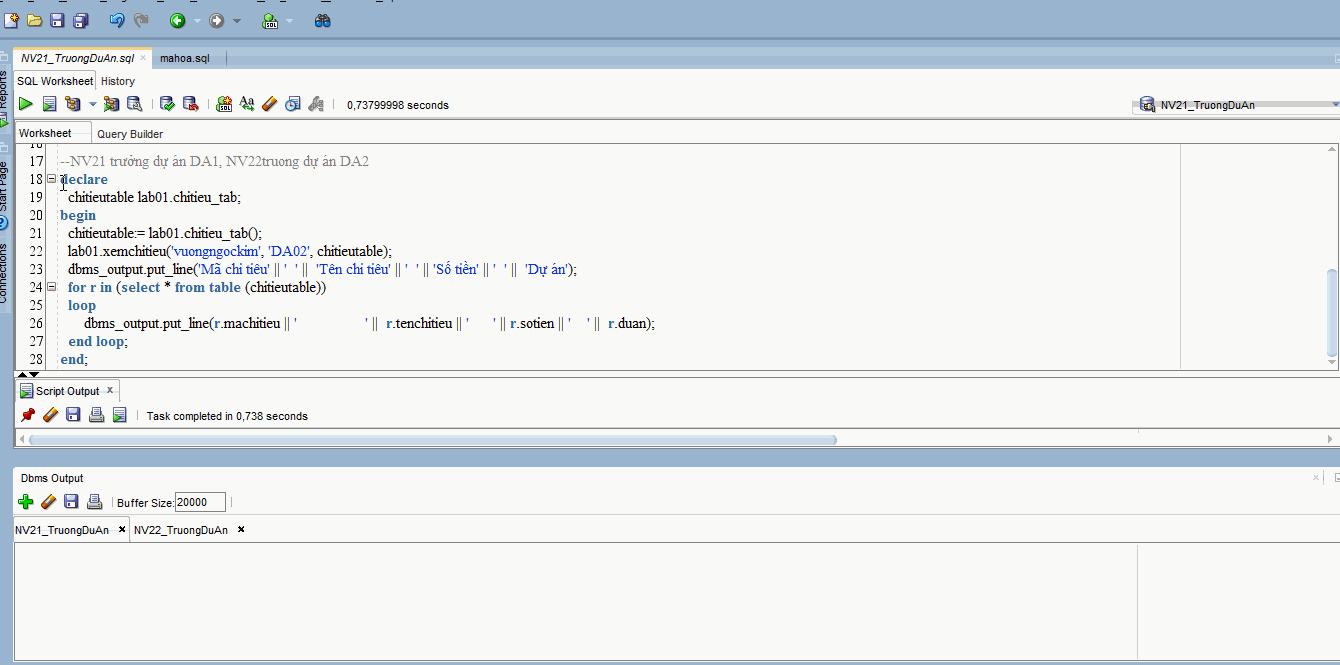 NV21_TruongDuAn.sql mahoa.sql
SQL Worksheet History
0,73799998 seconds NV21_TruongDuAn
Worksheet Query Builder
Reports
Start Page
Connections
16
17 --NV21 trưởng dự án DA1, NV22truong dự án DA2
18 declare
19 chitieutable lab01.chitieu_tab;
20 begin
21 chitieutable:= lab01.chitieu_tab();
22 lab01.xemchitieu('vuongngockim', 'DA02', chitieutable);
23 dbms_output.put_line('Mã chi tiêu' || ' ' || 'Tên chi tiêu' || ' ' || 'Số tiền' || ' ' || 'Dự án');
24 for r in (select * from table (chitieutable))
25 loop
26 dbms_output.put_line(r.machitieu || ' ' || r.tenchitieu || ' ' || r.sotien || ' ' || r.duan);
27 end loop;
28 end;
Script Output
Task completed in 0,738 seconds
Dbms Output
Buffer Size: 20000
NV21_TruongDuAn NV22_TruongDuAn